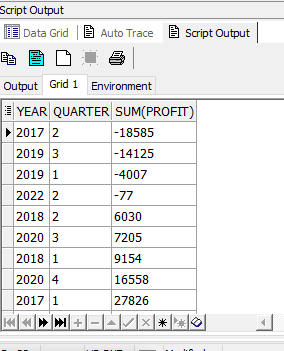 Script Output
Data Grid Auto Trace Script Output
Output Grid 1 Environment
YEAR QUARTER SUM(PROFIT)
2017 2 -18585
2019 3 -14125
2019 1 -4007
2022 2 -77
2018 2 6030
2020 3 7205
2018 1 9154
2020 4 16558
2017 1 27826